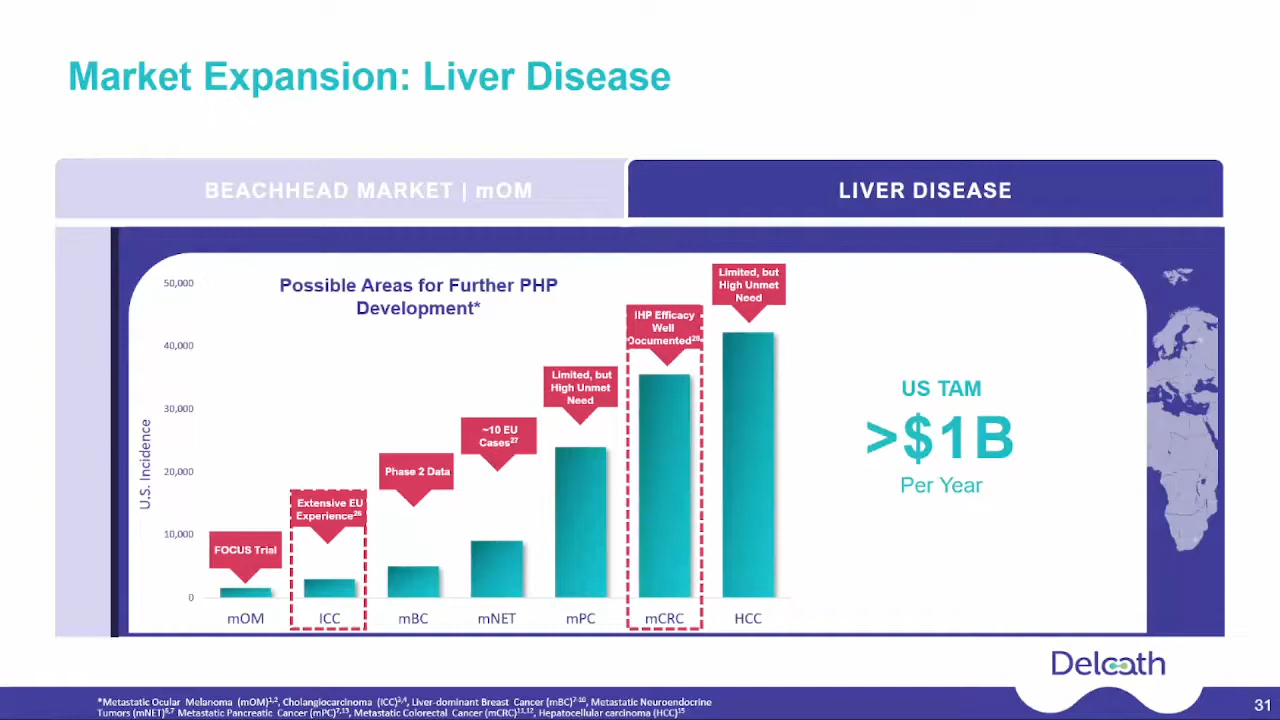 Market Expansion: Liver Disease
BEACHHEAD MARKET | mOM
LIVER DISEASE
Possible Areas for Further PHP
Development*
U.S. Incidence
50,000
40,000
30,000
20,000
10,000
0
FOCUS Trial
Extensive EU
Experience26
Phase 2 Data
~10 EU
Cases27
Limited, but
High Unmet
Need
IHP Efficacy
Well
Documented28
Limited, but
High Unmet
Need
mOM
ICC
mBC
mNET
mPC
mCRC
HCC
US TAM
>$1B
Per Year
Delcath
*Metastatic Ocular Melanoma (mOM)1,2, Cholangiocarcinoma (ICC)3,4, Liver-dominant Breast Cancer (mBC)7-10, Metastatic Neuroendocrine
Tumors (mNET)6,7 Metastatic Pancreatic Cancer (mPC)7,13, Metastatic Colorectal Cancer (mCRC)11,12, Hepatocellular carcinoma (HCC)15
31